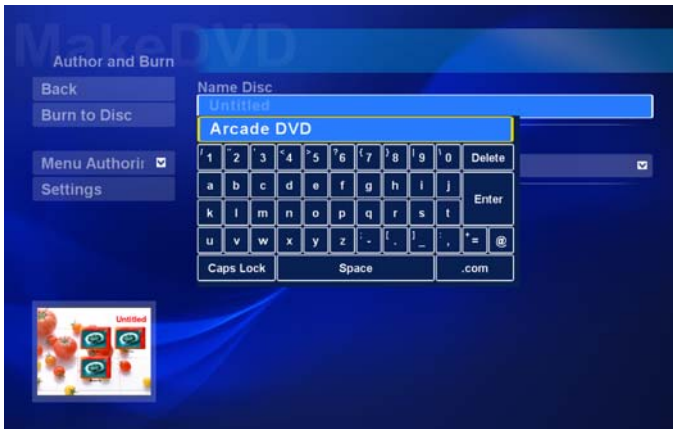 MakeDVD
Author and Burn
Back
Burn to Disc
Menu Authorin
Settings
Name Disc
Untitled
Arcade DVD
1 " 2 ' 3 < 4 > 5 ? 6 { 7 } 8 | 9 \ 0 Delete
a b c d e f g h i j Enter
k l m n o p q r s t
u v w x y z ; - [ . ] _ : , + = @
Caps Lock Space .com
Untitled